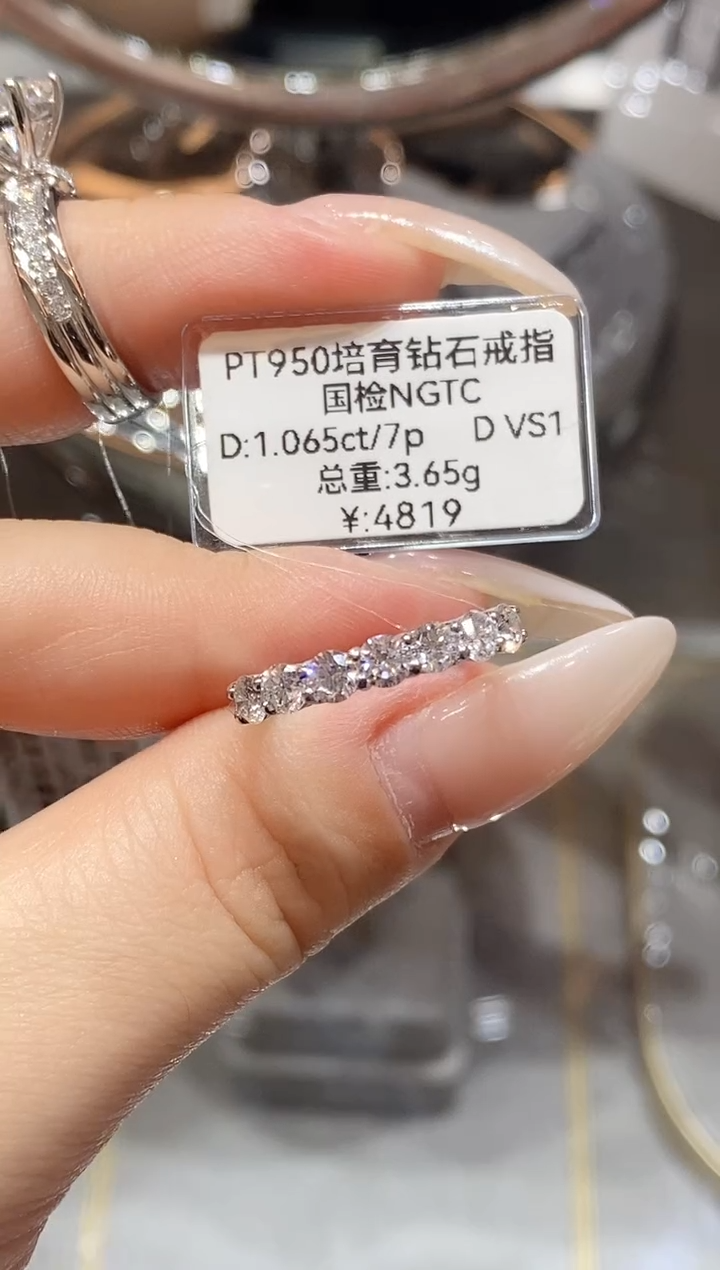 PT950培育钻石戒指
国检NGTC
D:1.065ct/7p D VS1
总重:3.65g
¥:4819